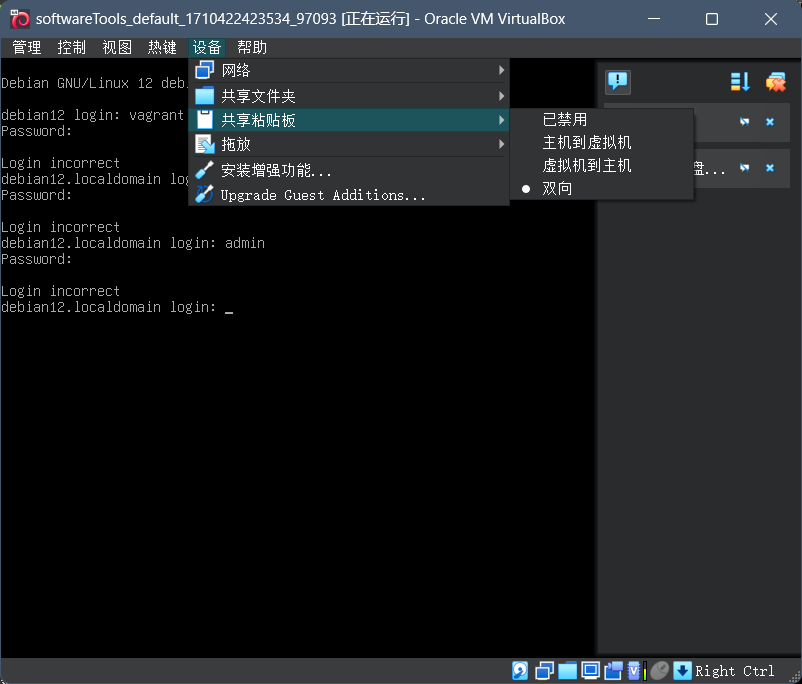 softwareTools_default_1710422423534_97093 [正在运行] - Oracle VM VirtualBox
管理 控制 视图 热键 设备 帮助
网络
共享文件夹
共享粘贴板
拖放
安装增强功能...
Upgrade Guest Additions...
已禁用
主机到虚拟机
虚拟机到主机
双向
盘...
Debian GNU/Linux 12 deb
debian12 login: vagrant
Password:
Login incorrect
debian12.localdomain log
Password:
Login incorrect
debian12.localdomain login: admin
Password:
Login incorrect
debian12.localdomain login: _
Right Ctrl